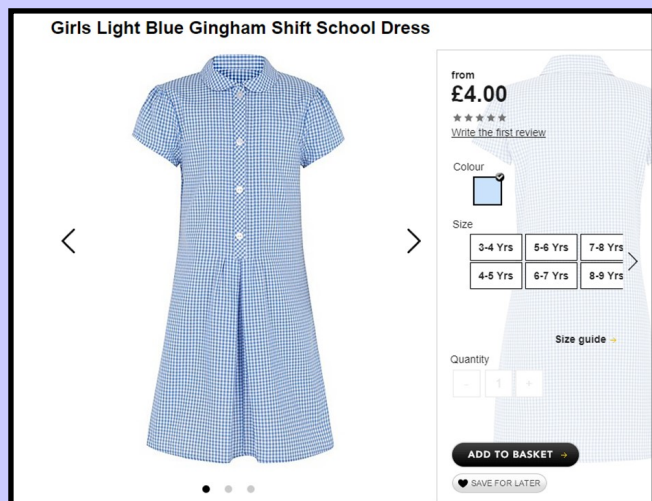 Girls Light Blue Gingham Shift School Dress
from
£4.00
Write the first review
Colour
Size
3-4 Yrs 5-6 Yrs 7-8 Yrs
4-5 Yrs 6-7 Yrs 8-9 Yrs
Size guide →
Quantity
- 1 +
ADD TO BASKET →
SAVE FOR LATER